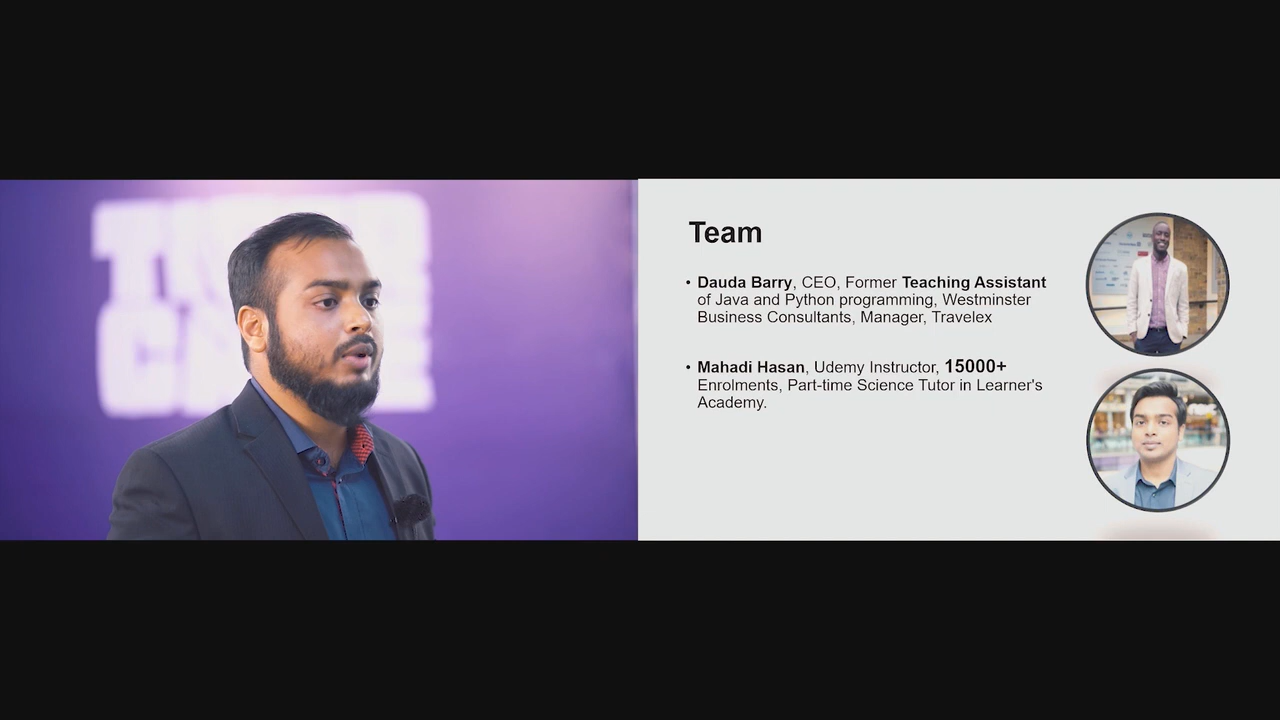 Team
• Dauda Barry, CEO, Former Teaching Assistant
of Java and Python programming, Westminster
Business Consultants, Manager, Travelex
• Mahadi Hasan, Udemy Instructor, 15000+
Enrolments, Part-time Science Tutor in Learner's
Academy.